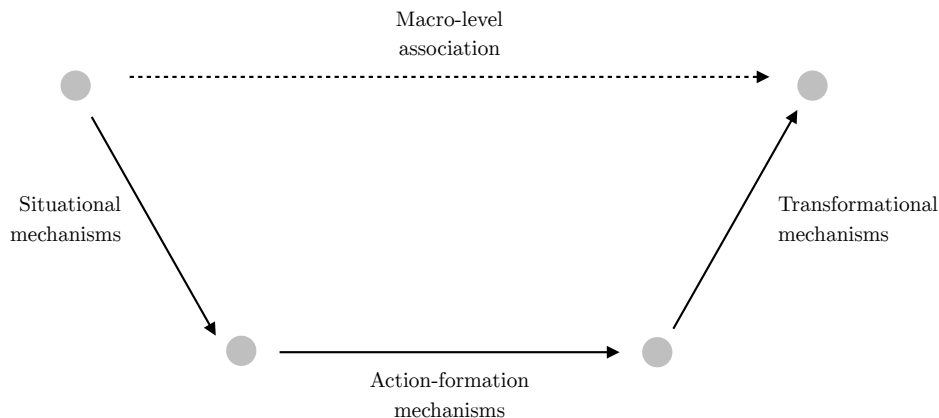 Macro-level
association
Situational
mechanisms
Transformational
mechanisms
Action-formation
mechanisms